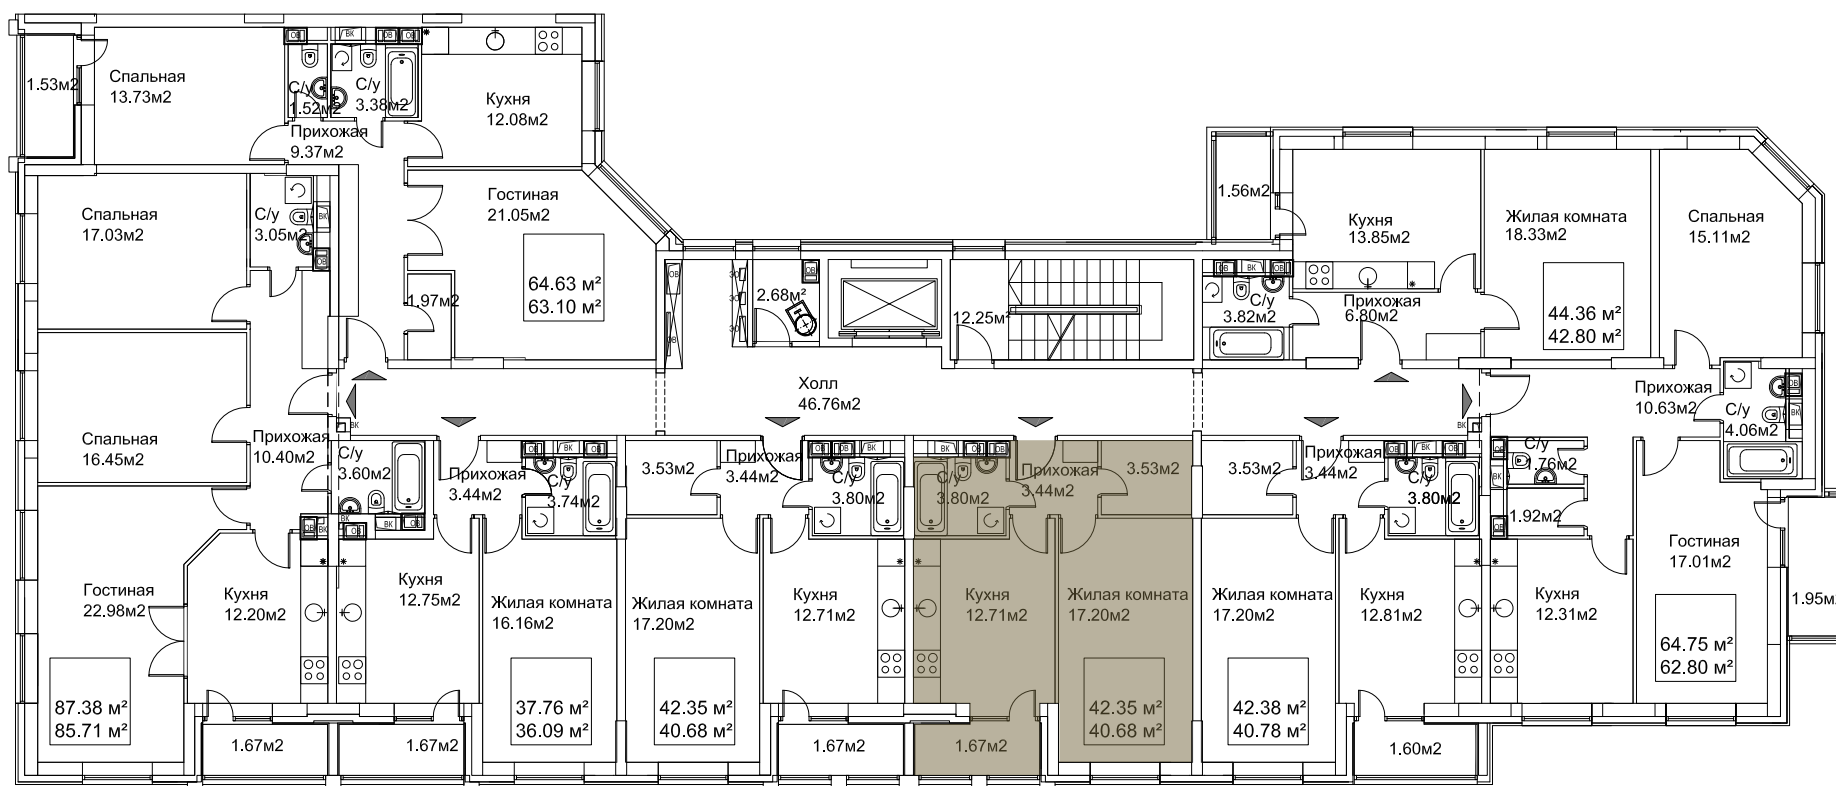 1.53м2
Спальная
13.73м2
С/у
1.52м2
С/у
3.38м2
Кухня
12.08м2
Прихожая
9.37м2
Спальная
17.03м2
С/у
3.05м2
Гостиная
21.05м2
64.63 м²
63.10 м²
1.97м2
2.68м²
12.25м²
1.56м2
Кухня
13.85м2
Жилая комната
18.33м2
Спальная
15.11м2
С/у
3.82м2
Прихожая
6.80м2
44.36 м²
42.80 м²
Холл
46.76м2
Прихожая
10.63м2
С/у
4.06м2
Спальная
16.45м2
Прихожая
10.40м2
С/у
3.60м2
Прихожая
3.44м2
С/у
3.74м2
3.53м2
Прихожая
3.44м2
С/у
3.80м2
С/у
3.80м2
Прихожая
3.44м2
3.53м2
3.53м2
Прихожая
3.44м2
С/у
3.80м2
С/у
1.76м2
1.92м2
Гостиная
17.01м2
Гостиная
22.98м2
Кухня
12.20м2
Кухня
12.75м2
Жилая комната
16.16м2
Жилая комната
17.20м2
Кухня
12.71м2
Кухня
12.71м2
Жилая комната
17.20м2
Жилая комната
17.20м2
Кухня
12.81м2
Кухня
12.31м2
64.75 м²
62.80 м²
87.38 м²
85.71 м²
37.76 м²
36.09 м²
42.35 м²
40.68 м²
42.35 м²
40.68 м²
42.38 м²
40.78 м²
1.67м2
1.67м2
1.67м2
1.67м2
1.60м2